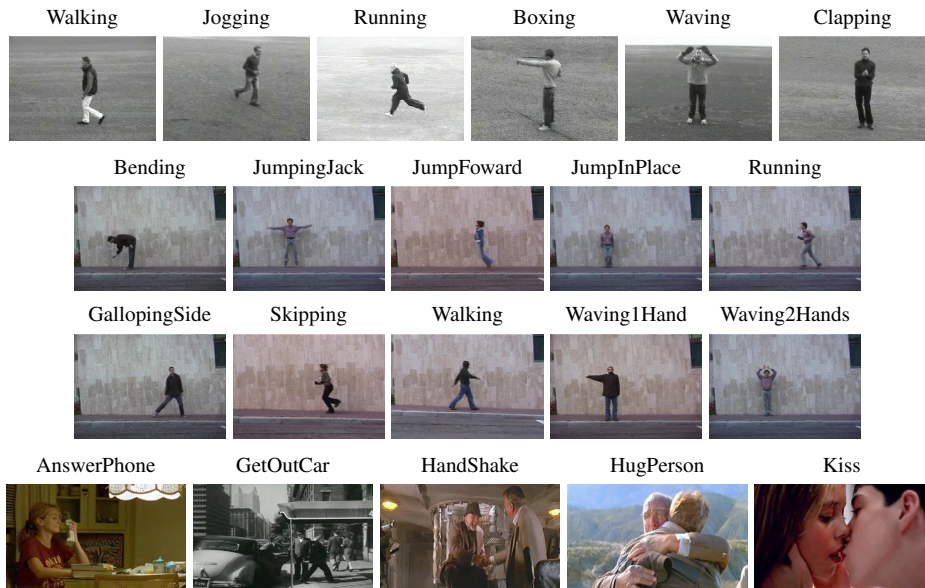 Walking Jogging Running Boxing Waving Clapping
Bending JumpingJack JumpFoward JumpInPlace Running
GallopingSide Skipping Walking Waving1Hand Waving2Hands
AnswerPhone GetOutCar HandShake HugPerson Kiss